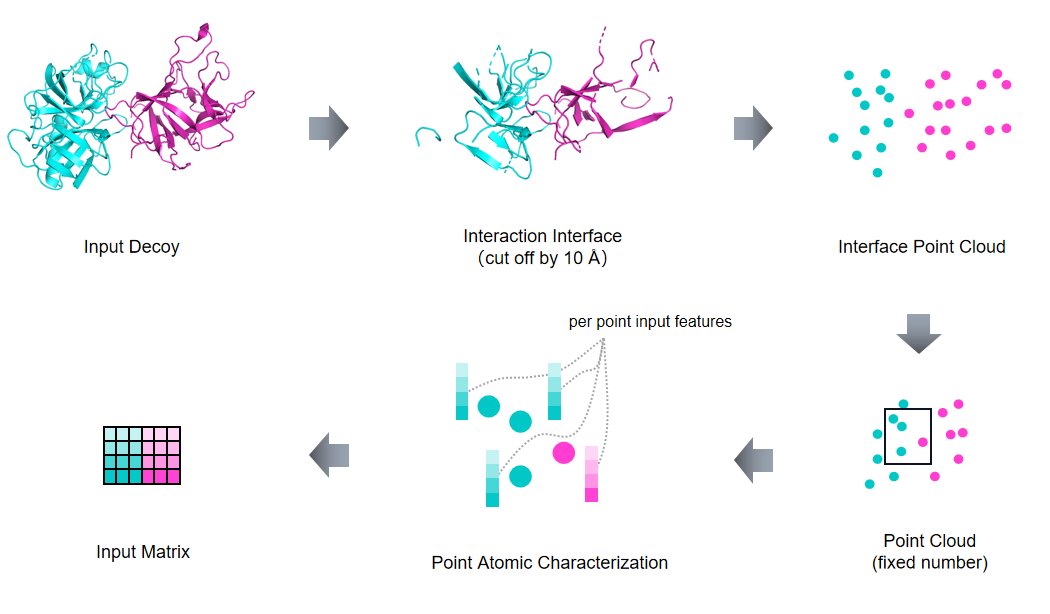 Input Decoy
Interaction Interface
(cut off by 10 Å)
Interface Point Cloud
per point input features
Point Cloud
(fixed number)
Point Atomic Characterization
Input Matrix